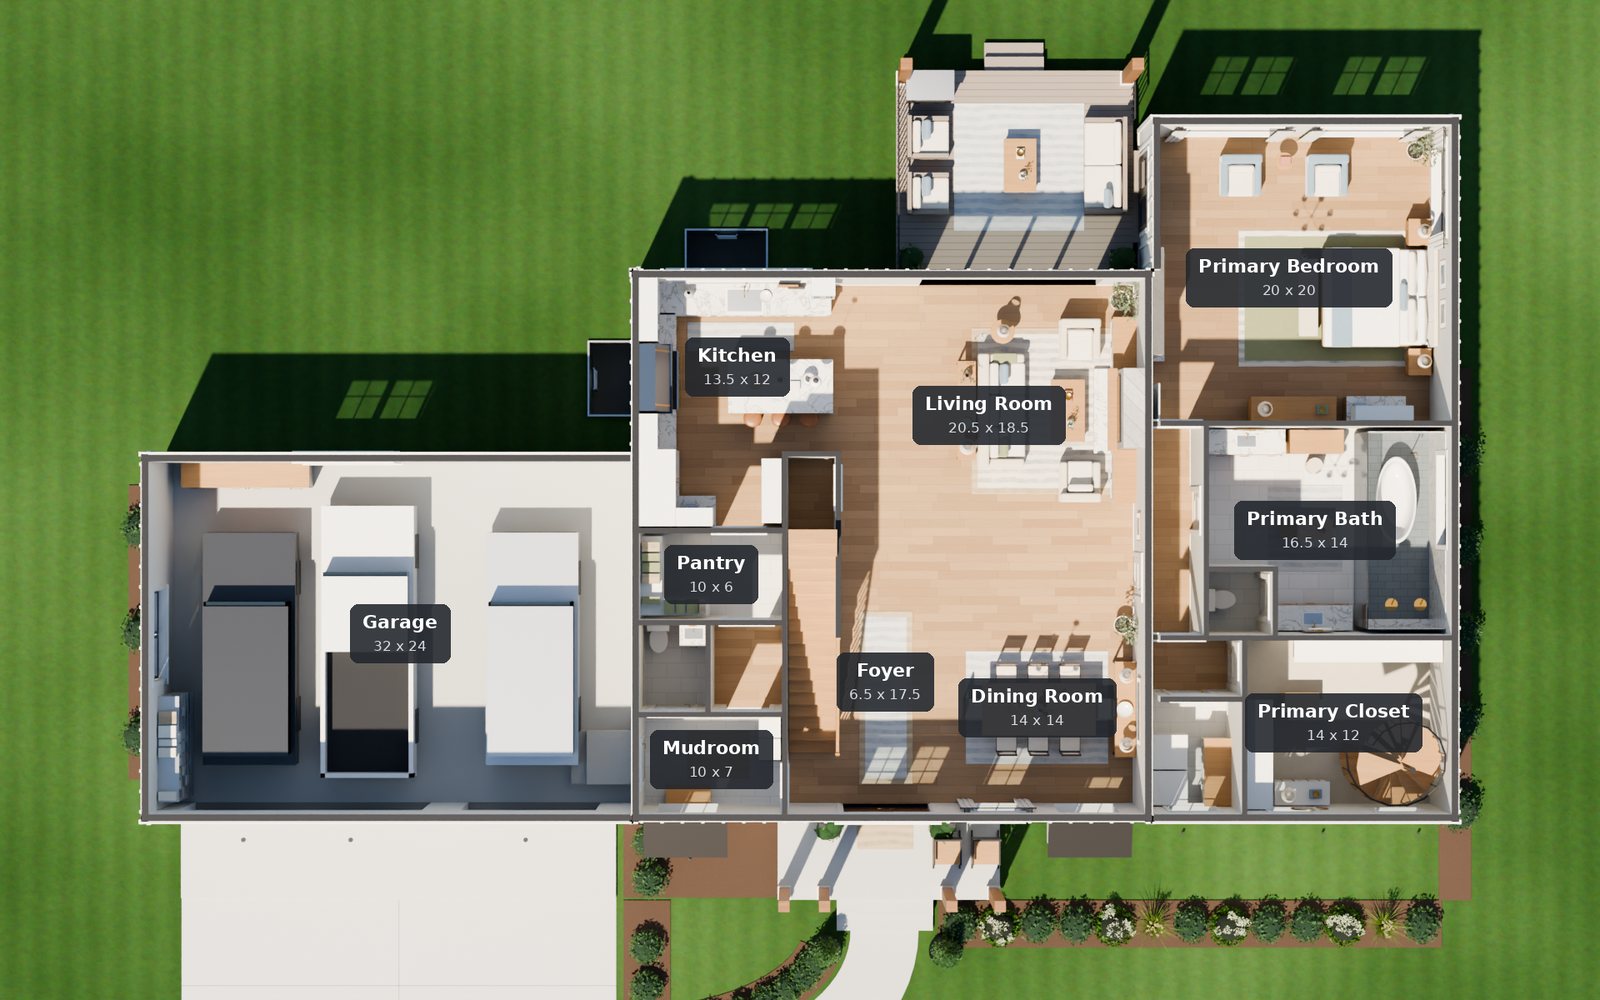 Primary Bedroom
20 x 20
Kitchen
13.5 x 12
Living Room
20.5 x 18.5
Primary Bath
16.5 x 14
Pantry
10 x 6
Garage
32 x 24
Foyer
6.5 x 17.5
Dining Room
14 x 14
Primary Closet
14 x 12
Mudroom
10 x 7